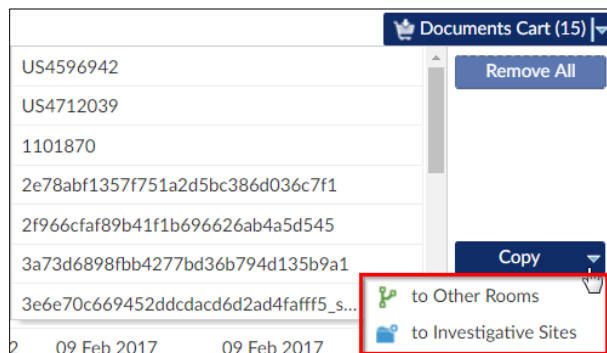 Documents Cart (15)
US4596942
Remove All
US4712039
1101870
2e78abf1357f751a2d5bc386d036c7f1
2f966cfaf89b41f1b696626ab4a5d545
3a73d6898fbb4277bd36b794d135b9a1
Copy
3e6e70c669452ddcdacd6d2ad4fafff5_s...
to Other Rooms
to Investigative Sites
2 09 Feb 2017 09 Feb 2017